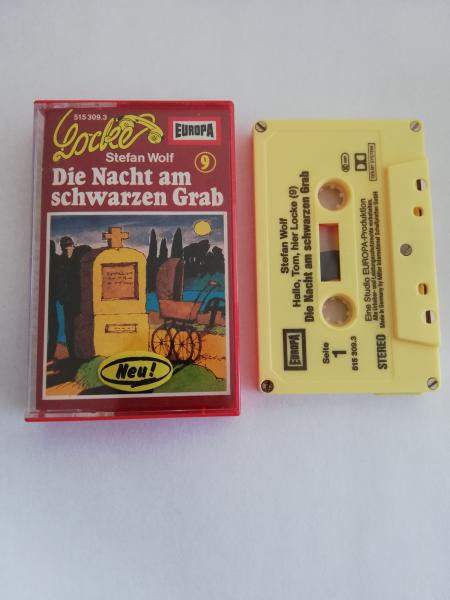 515 309.3
Locke
EUROPA
Stefan Wolf
9
Die Nacht am
schwarzen Grab
Neu!
Stefan Wolf
Hallo, Tom, hier Locke (9)
Die Nacht am schwarzen Grab
EUROPA
Seite
1
515 309.3
Eine Studio EUROPA-Produktion
STEREO